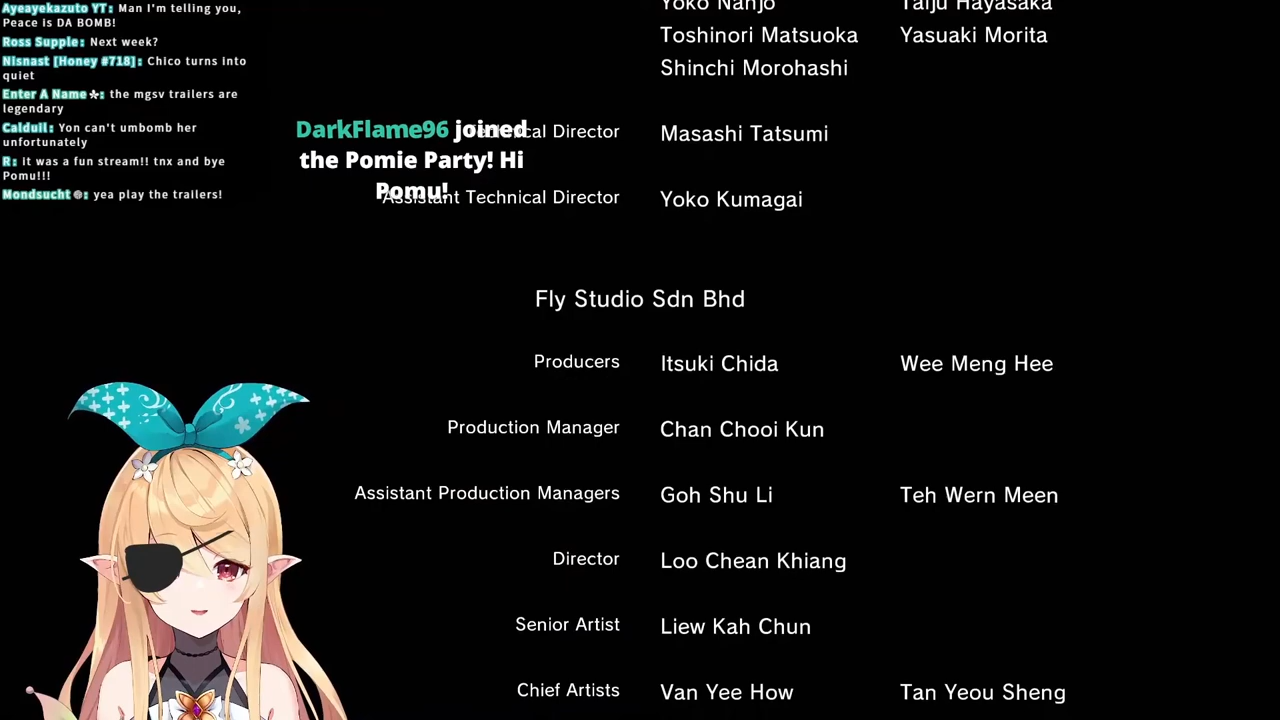 Ayeayekazuto YT: Man I'm telling you,
Peace is DA BOMB!
Ross Supple: Next week?
Nisnast [Honey #718]: Chico turns into
quiet
Enter A Name: the mgsv trailers are
legendary
Calduil: Yon can't umbomb her
unfortunately
R: it was a fun stream!! tnx and bye
Pomu!!!
Mondsucht: yea play the trailers!
DarkFlame96 joined
the Pomie Party! Hi
Pomu!
Yoko Nanjo Taiju Hayasaka
Toshinori Matsuoka Yasuaki Morita
Shinchi Morohashi
Technical Director Masashi Tatsumi
Assistant Technical Director Yoko Kumagai
Fly Studio Sdn Bhd
Producers Itsuki Chida Wee Meng Hee
Production Manager Chan Chooi Kun
Assistant Production Managers Goh Shu Li Teh Wern Meen
Director Loo Chean Khiang
Senior Artist Liew Kah Chun
Chief Artists Van Yee How Tan Yeou Sheng